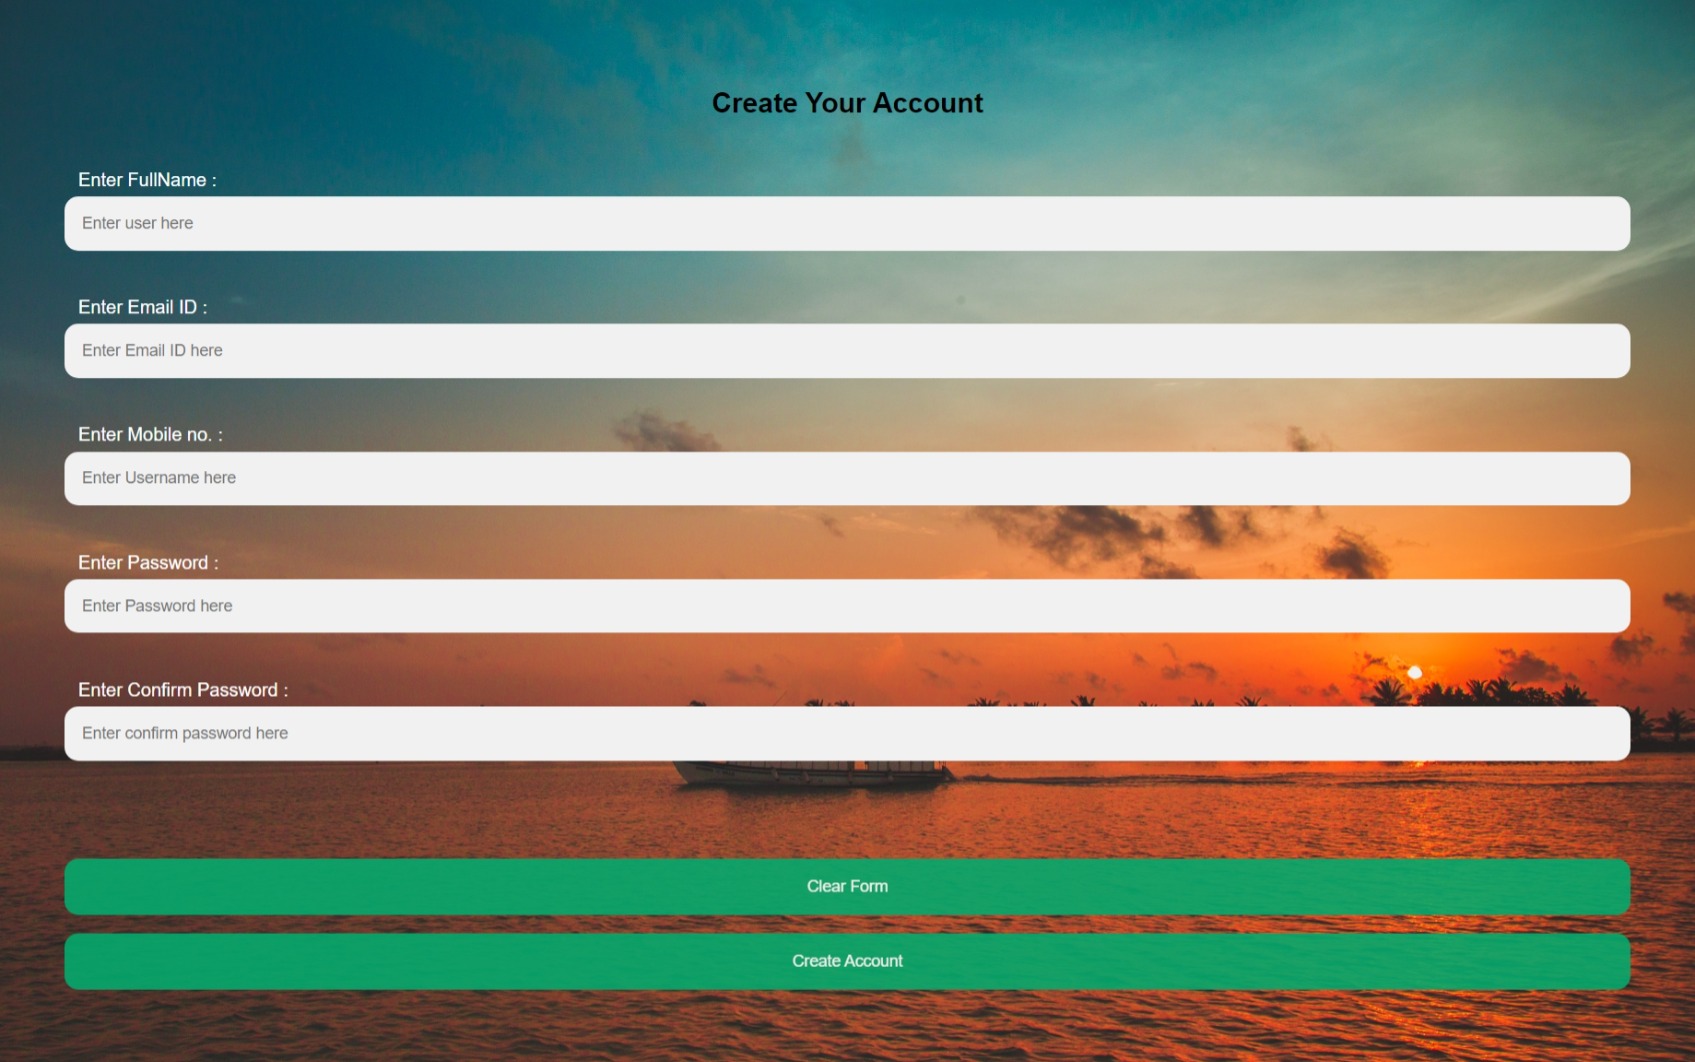 Create Your Account
Enter FullName :
Enter user here
Enter Email ID :
Enter Email ID here
Enter Mobile no. :
Enter Username here
Enter Password :
Enter Password here
Enter Confirm Password :
Enter confirm password here
Clear Form
Create Account